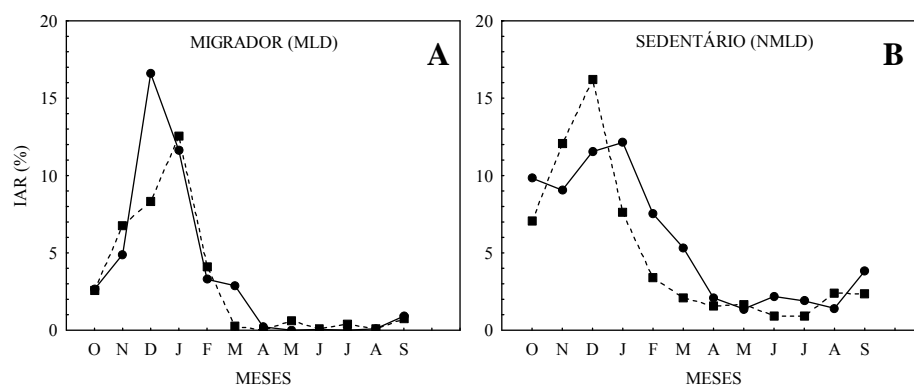 MIGRADOR (MLD)
A
20
15
10
5
0
IAR (%)
O N D J F M A M J J A S
MESES
SEDENTÁRIO (NMLD)
B
20
15
10
5
0
O N D J F M A M J J A S
MESES